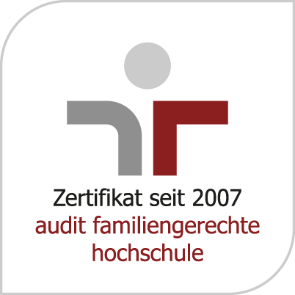 Zertifikat seit 2007
audit familiengerechte
hochschule